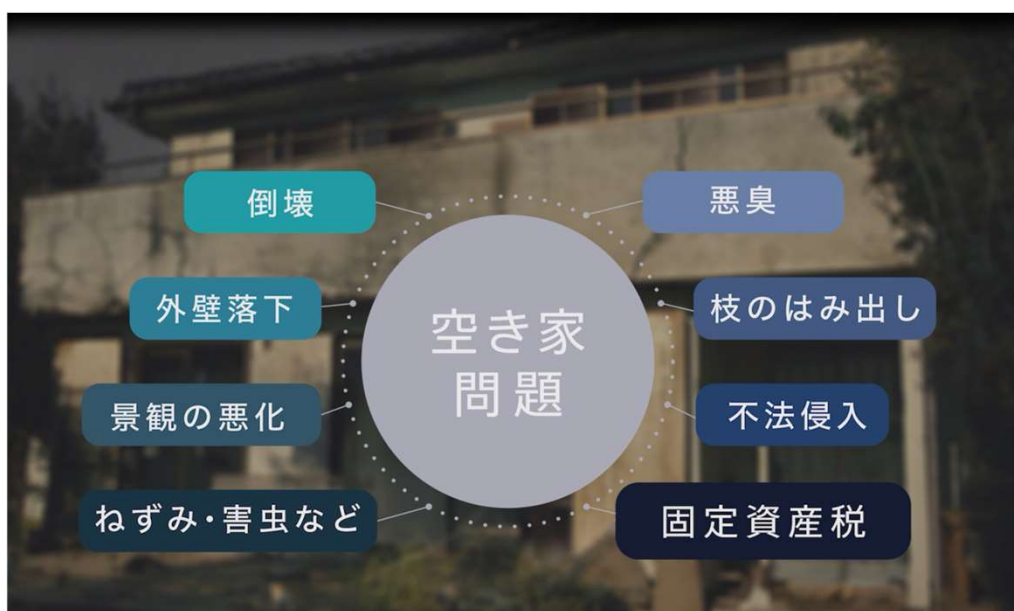 空き家
問題
倒壊
外壁落下
景観の悪化
ねずみ・害虫など
悪臭
枝のはみ出し
不法侵入
固定資産税